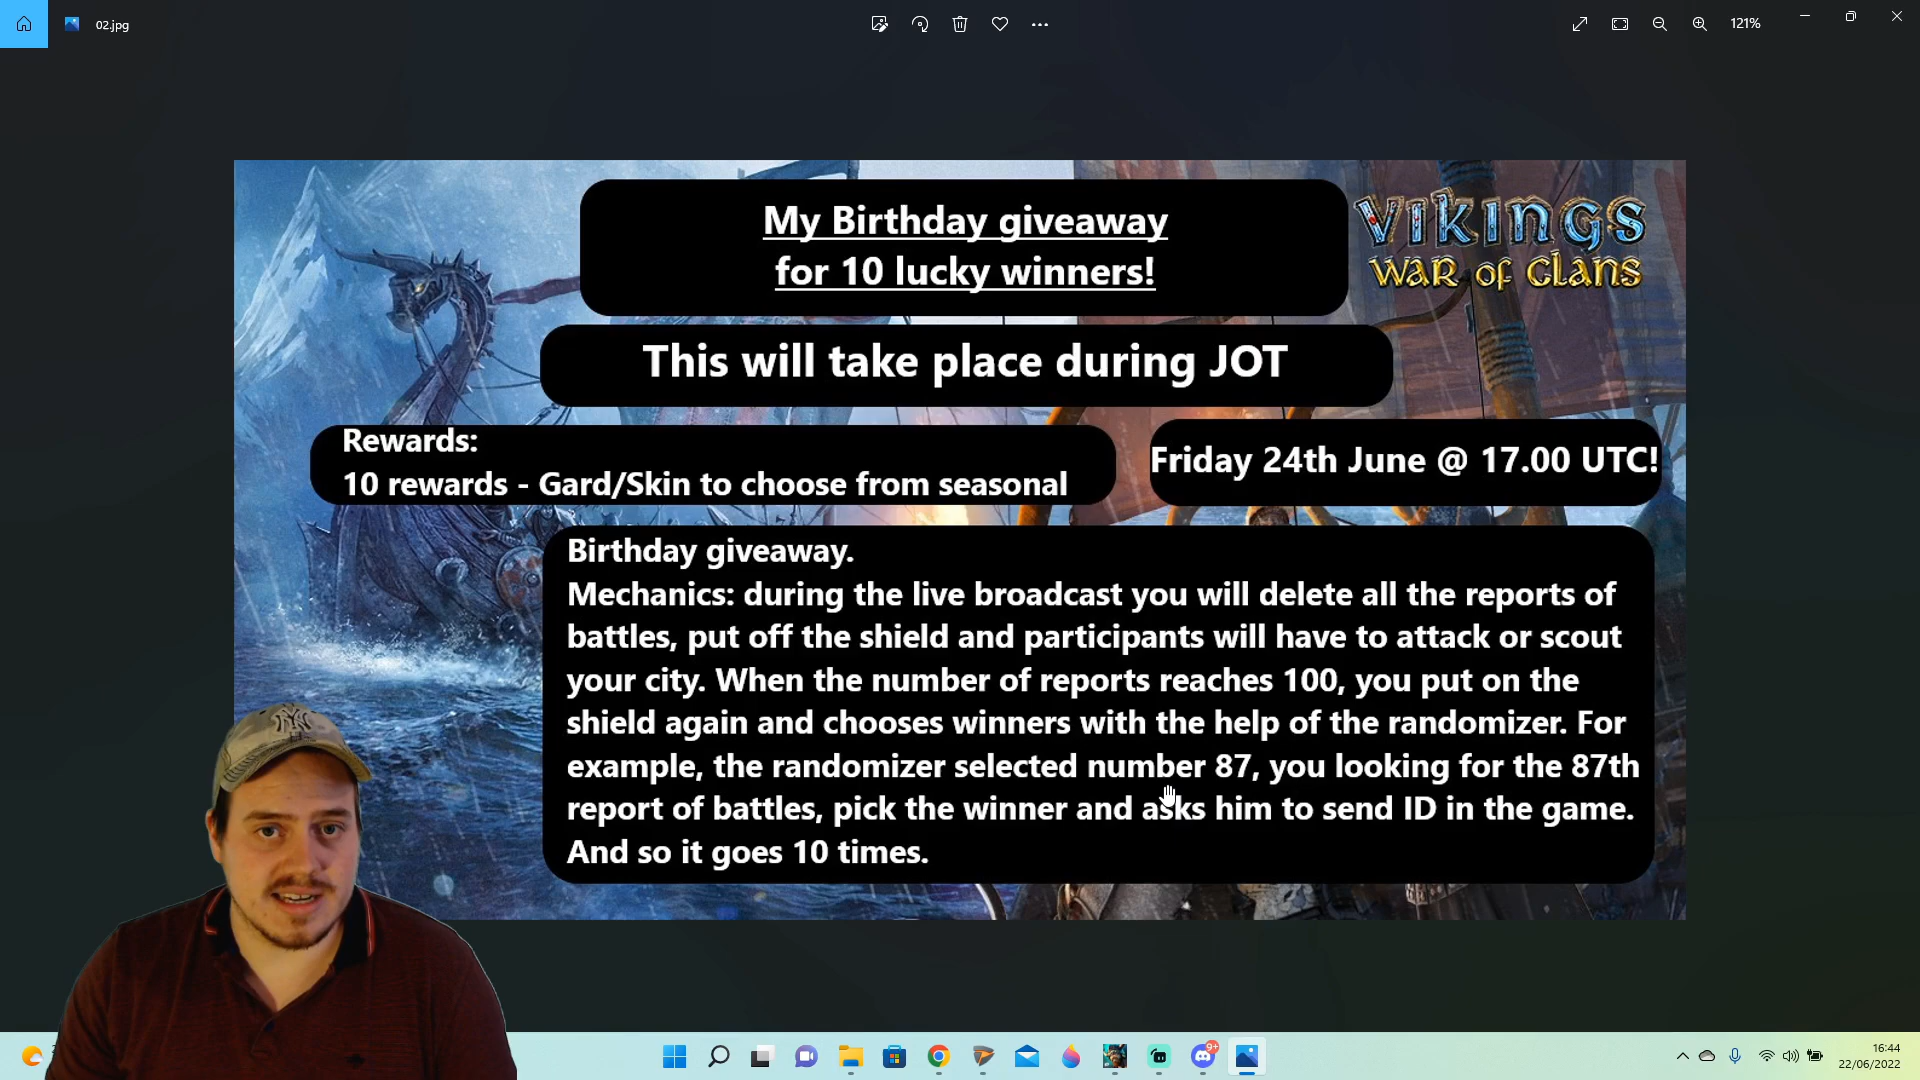 02.jpg
121%
My Birthday giveaway
for 10 lucky winners!
VIKINGS
WAR OF CLANS
This will take place during JOT
Rewards:
10 rewards - Gard/Skin to choose from seasonal
Friday 24th June @ 17.00 UTC!
Birthday giveaway.
Mechanics: during the live broadcast you will delete all the reports of
battles, put off the shield and participants will have to attack or scout
your city. When the number of reports reaches 100, you put on the
shield again and chooses winners with the help of the randomizer. For
example, the randomizer selected number 87, you looking for the 87th
report of battles, pick the winner and asks him to send ID in the game.
And so it goes 10 times.
NY
9+
16:44
22/06/2022